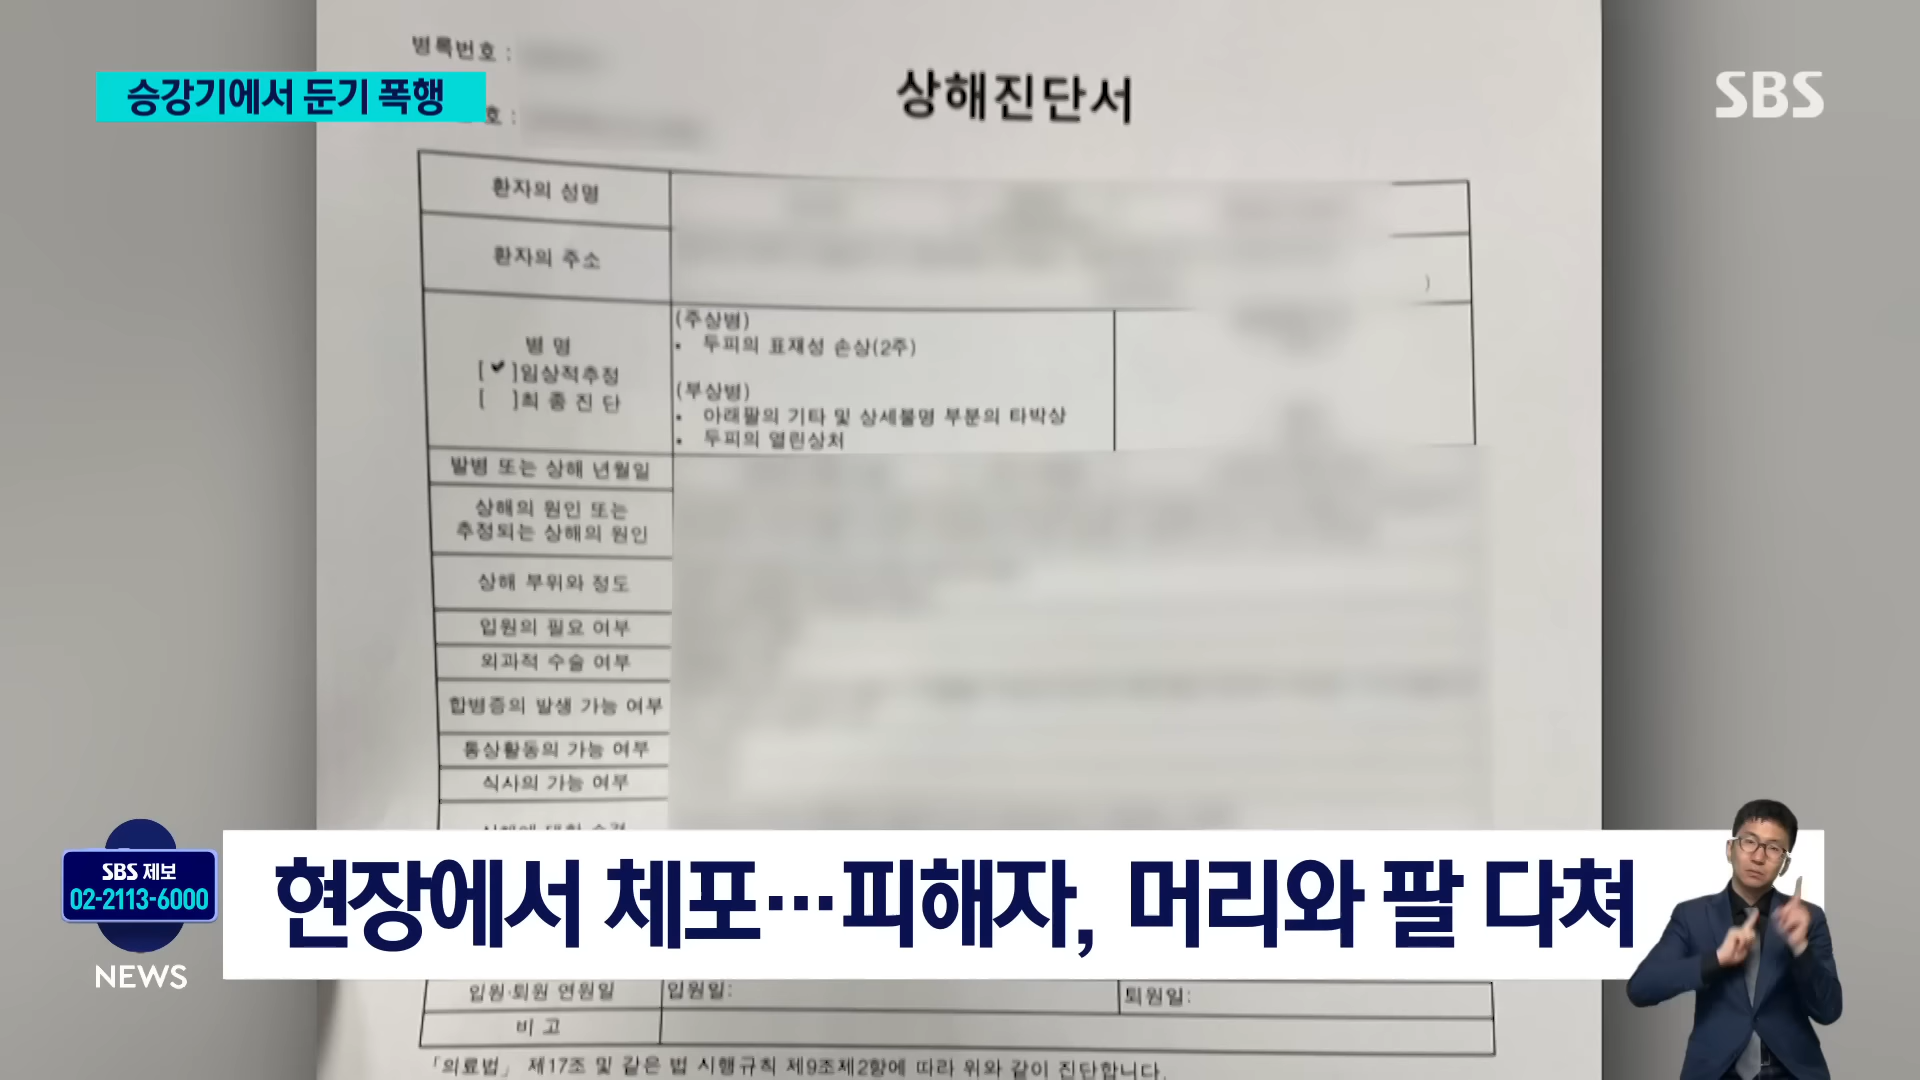 병록번호 :
승강기에서 둔기 폭행
호 :
상해진단서
SBS
환자의 성명
환자의 주소
)
병 명
[✔]임상적추정
[ ]최 종 진 단
(주상병)
• 두피의 표재성 손상(2주)
(부상병)
• 아래팔의 기타 및 상세불명 부분의 타박상
• 두피의 열린상처
발병 또는 상해 년월일
상해의 원인 또는
추정되는 상해의 원인
상해 부위와 정도
입원의 필요 여부
외과적 수술 여부
합병증의 발생 가능 여부
통상활동의 가능 여부
식사의 가능 여부
SBS 제보
02-2113-6000
NEWS
현장에서 체포…피해자, 머리와 팔 다쳐
입원·퇴원 연원일 입원일: 퇴원일:
비 고
「의료법」 제17조 및 같은 법 시행규칙 제9조제2항에 따라 위와 같이 진단합니다.